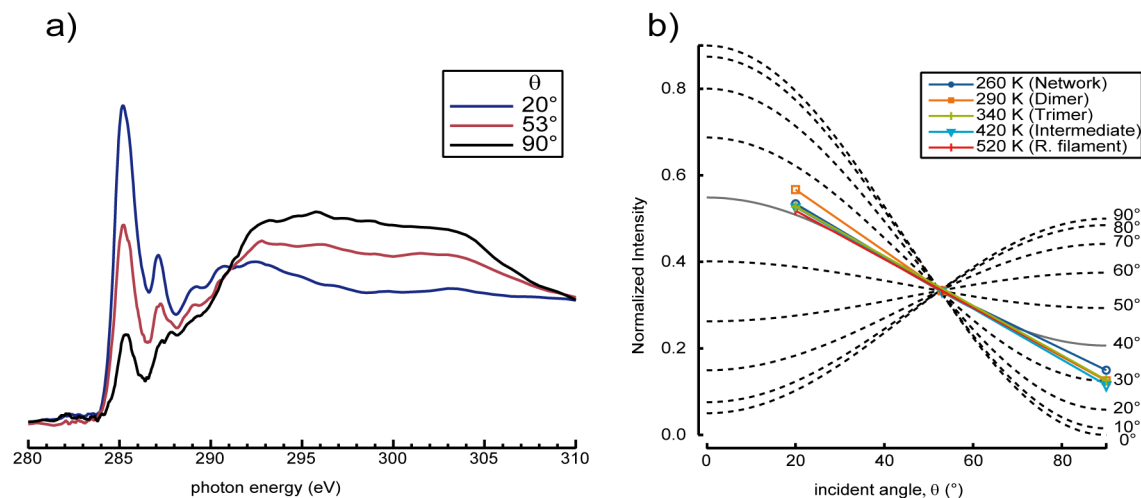 a)
θ
20°
53°
90°
280
285
290
295
300
305
310
photon energy (eV)
b)
260 K (Network)
290 K (Dimer)
340 K (Trimer)
420 K (Intermediate)
520 K (R. filament)
0.8
0.6
0.4
0.2
0.0
Normalized Intensity
90°
80°
70°
60°
50°
40°
30°
20°
10°
0°
0
20
40
60
80
incident angle, θ (°)